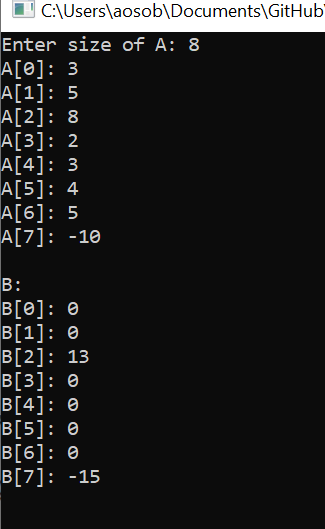 C:\Users\aosob\Documents\GitHub\
Enter size of A: 8
A[0]: 3
A[1]: 5
A[2]: 8
A[3]: 2
A[4]: 3
A[5]: 4
A[6]: 5
A[7]: -10
B:
B[0]: 0
B[1]: 0
B[2]: 13
B[3]: 0
B[4]: 0
B[5]: 0
B[6]: 0
B[7]: -15